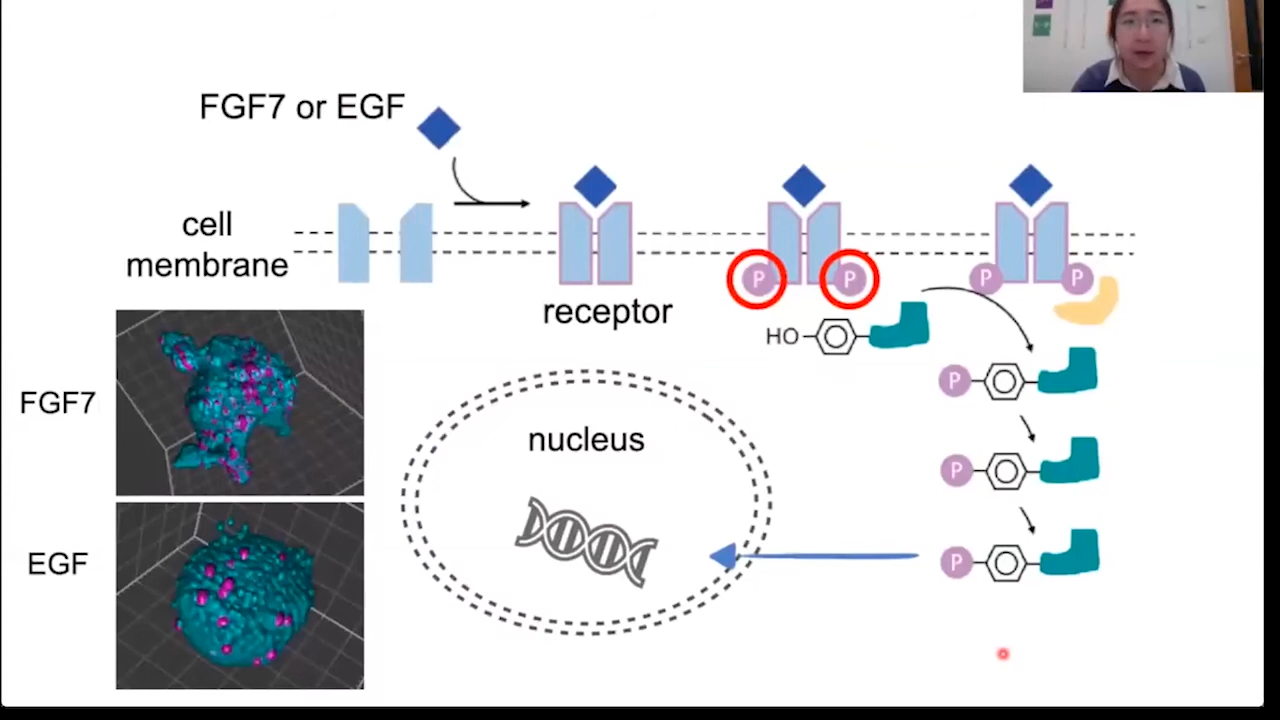 FGF7 or EGF
cell
membrane
receptor
P
P
P
P
HO
P
P
P
nucleus
FGF7
EGF